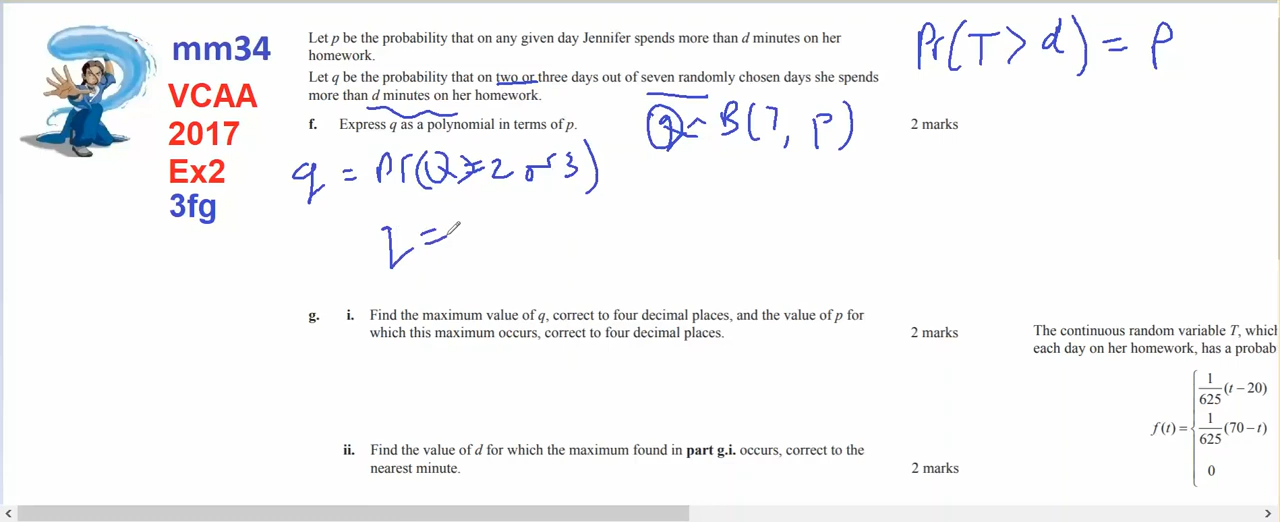 mm34
VCAA
2017
Ex2
3fg
Let p be the probability that on any given day Jennifer spends more than d minutes on her
homework.
Let q be the probability that on two or three days out of seven randomly chosen days she spends
more than d minutes on her homework.
Pr(T > d) = p
f. Express q as a polynomial in terms of p. 2 marks
Q ~ B(7, p)
q = Pr(Q = 2 or 3)
g. i. Find the maximum value of q, correct to four decimal places, and the value of p for
which this maximum occurs, correct to four decimal places. 2 marks
ii. Find the value of d for which the maximum found in part g.i. occurs, correct to the
nearest minute. 2 marks
The continuous random variable T, which
each day on her homework, has a probab
f(t) = { 1/625 (t – 20)
1/625 (70 – t)
0